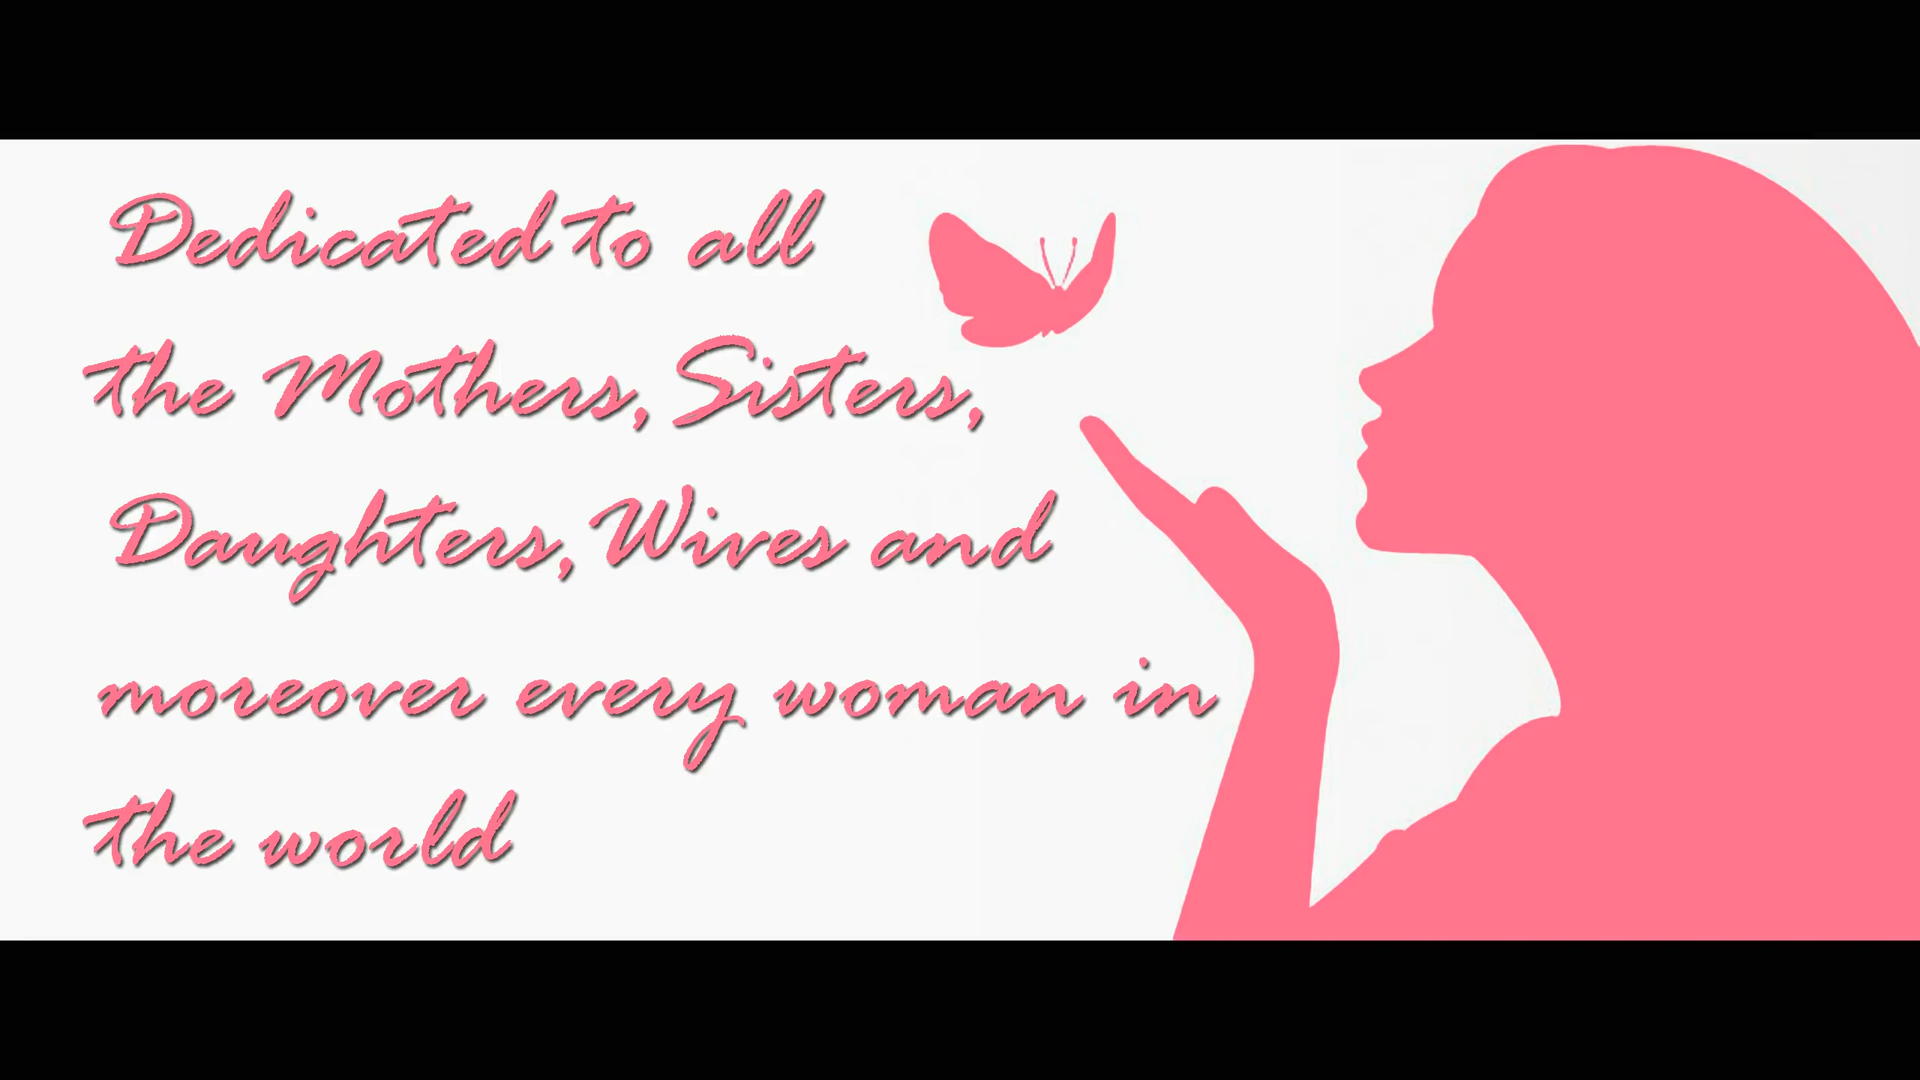 Dedicated to all
the Mothers, Sisters,
Daughters, Wives and
moreover every woman in
the world